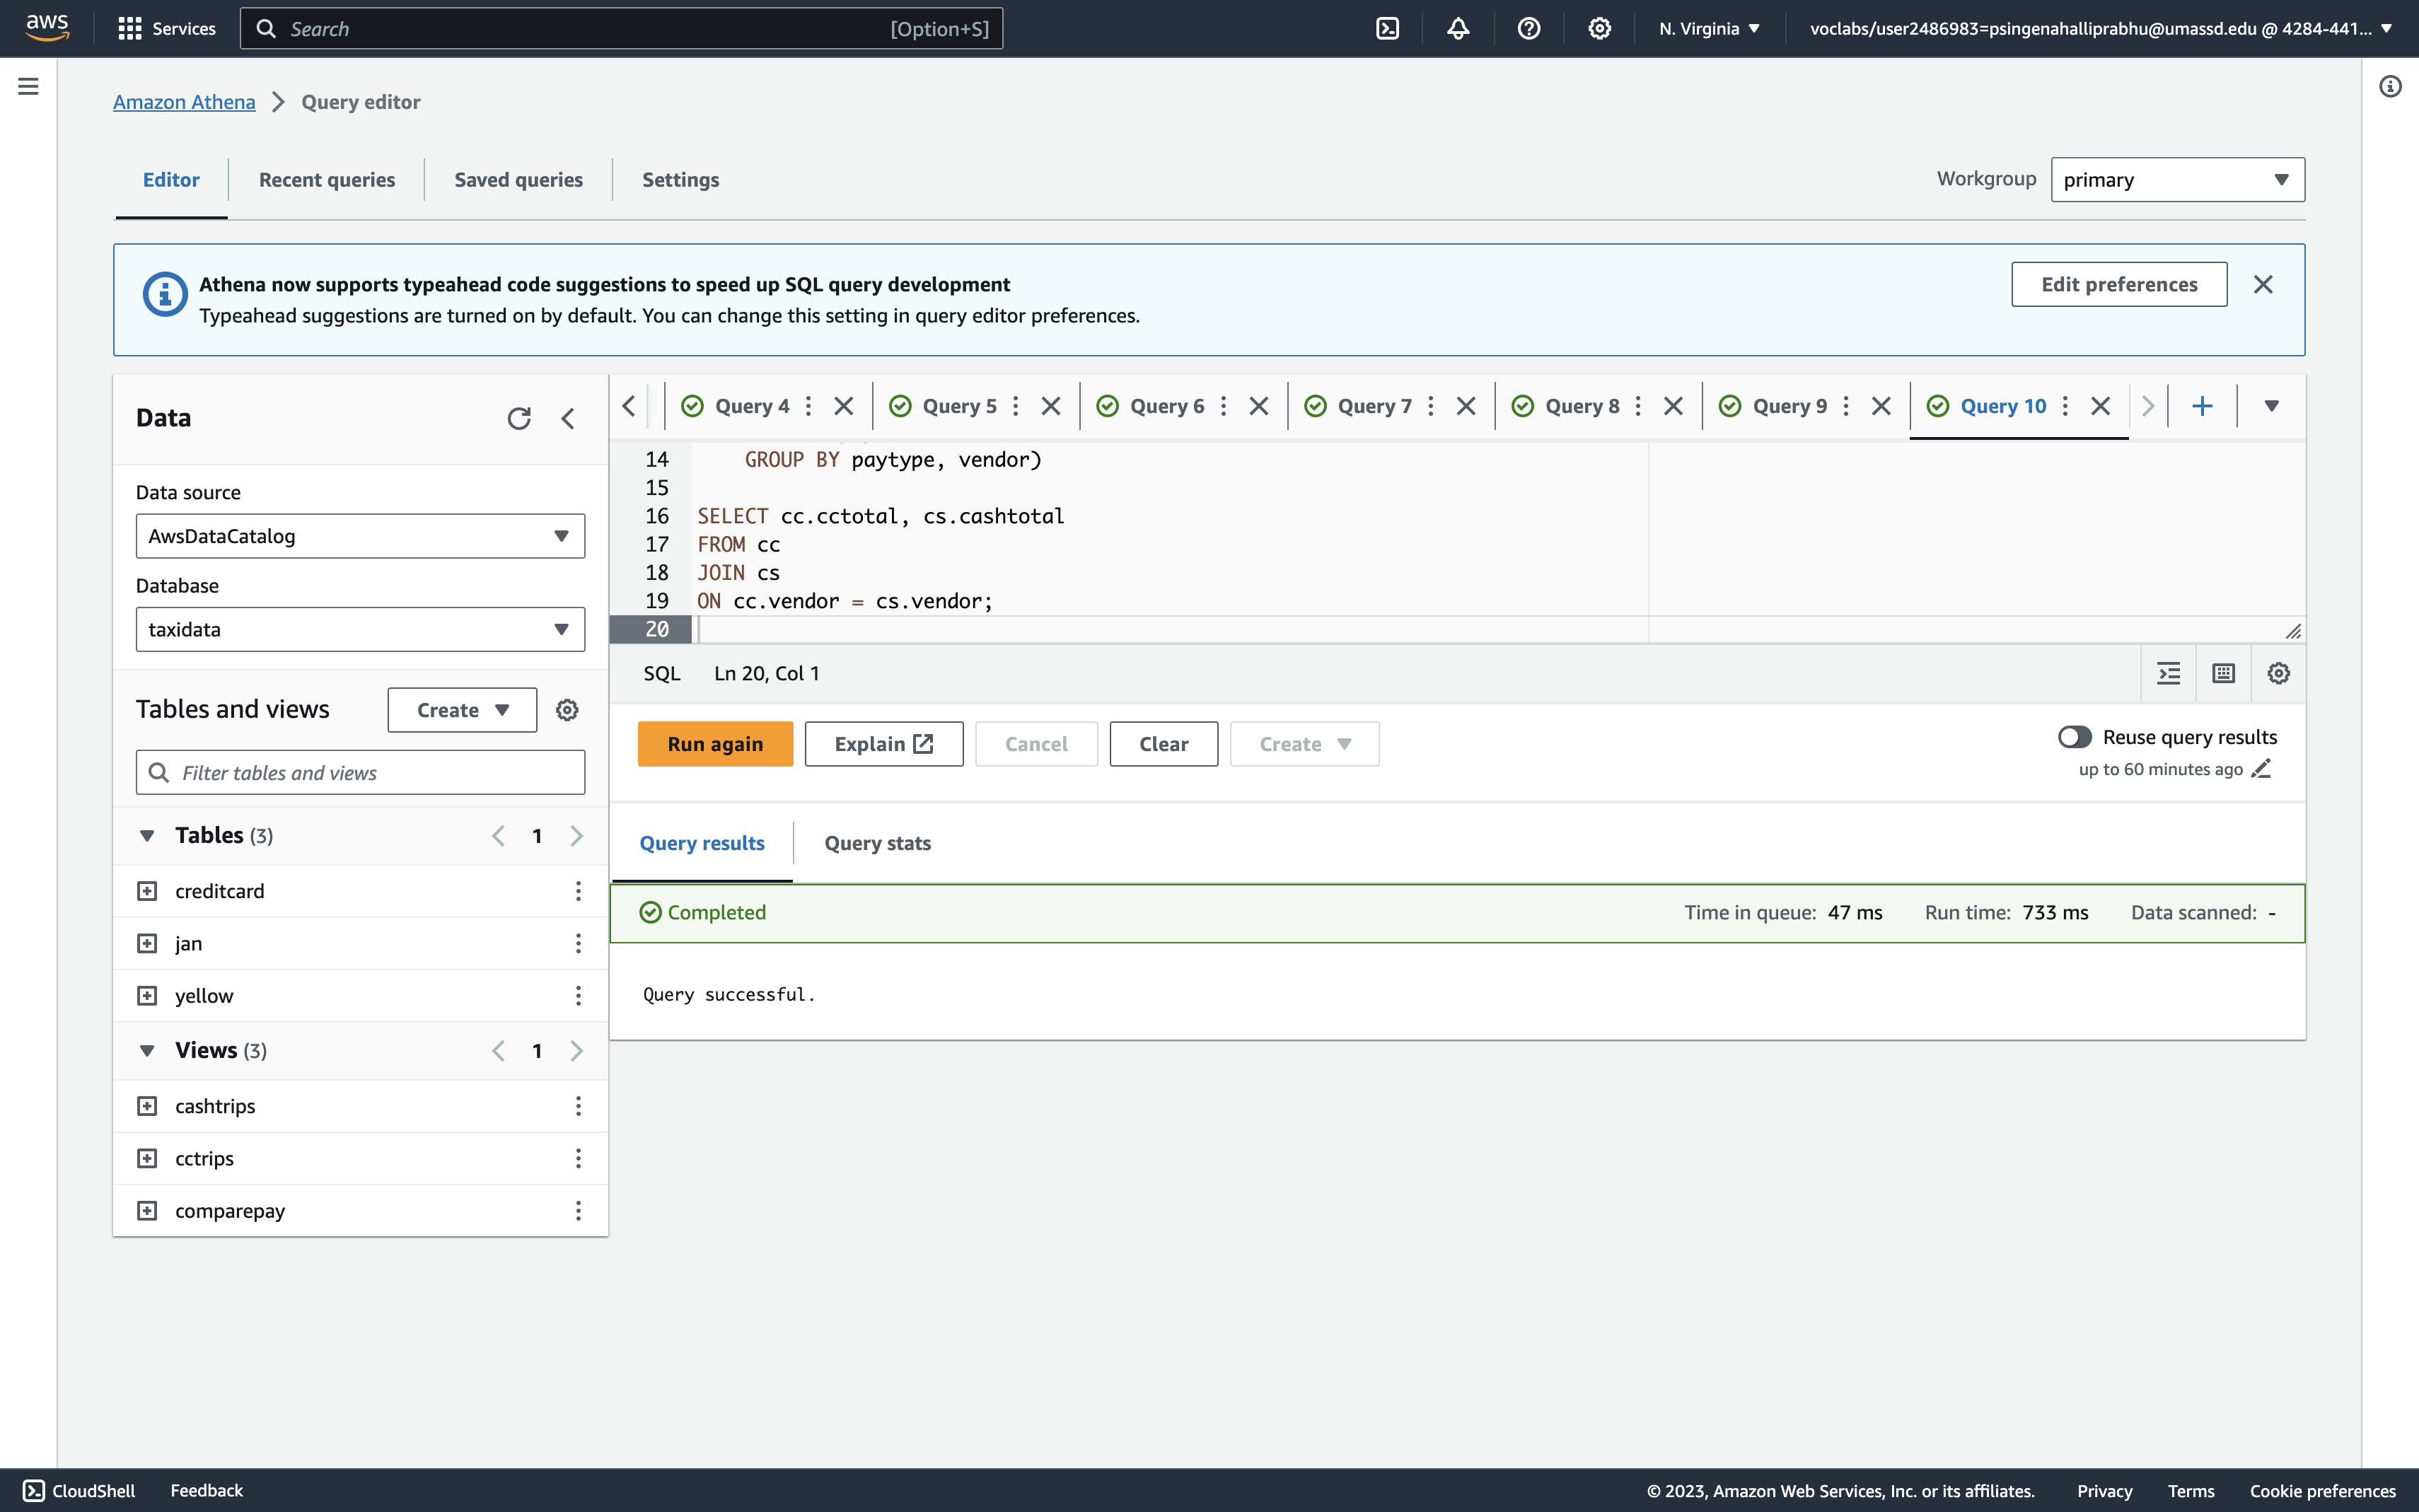 aws
Services
Search
[Option+S]
N. Virginia
voclabs/user2486983=psingenahalliprabhu@umassd.edu @ 4284-441...
Amazon Athena
Query editor
Editor
Recent queries
Saved queries
Settings
Workgroup
primary
Athena now supports typeahead code suggestions to speed up SQL query development
Typeahead suggestions are turned on by default. You can change this setting in query editor preferences.
Edit preferences
Data
Data source
AwsDataCatalog
Database
taxidata
Tables and views
Create
Filter tables and views
Tables (3)
1
creditcard
jan
yellow
Views (3)
1
cashtrips
cctrips
comparepay
Query 4
Query 5
Query 6
Query 7
Query 8
Query 9
Query 10
14 GROUP BY paytype, vendor)
15
16 SELECT cc.cctotal, cs.cashtotal
17 FROM cc
18 JOIN cs
19 ON cc.vendor = cs.vendor;
20
SQL
Ln 20, Col 1
Run again
Explain
Cancel
Clear
Create
Reuse query results
up to 60 minutes ago
Query results
Query stats
Completed
Time in queue: 47 ms
Run time: 733 ms
Data scanned: -
Query successful.
CloudShell
Feedback
© 2023, Amazon Web Services, Inc. or its affiliates.
Privacy
Terms
Cookie preferences